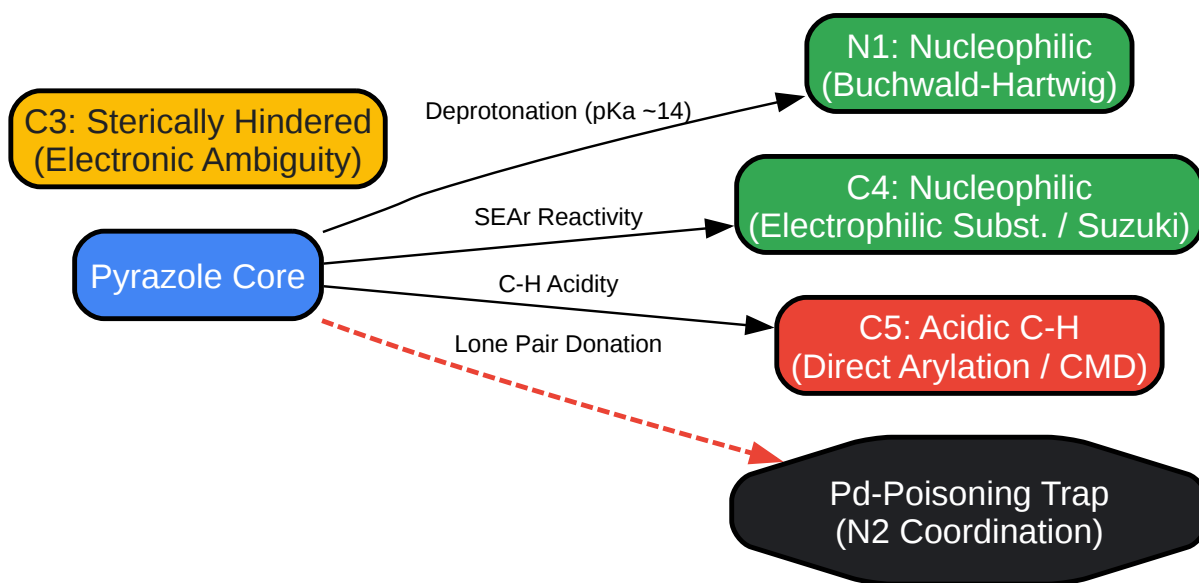 C3: Sterically Hindered
(Electronic Ambiguity)
Pyrazole Core
Deprotonation (pKa ~14)
SEAr Reactivity
C-H Acidity
Lone Pair Donation
N1: Nucleophilic
(Buchwald-Hartwig)
C4: Nucleophilic
(Electrophilic Subst. / Suzuki)
C5: Acidic C-H
(Direct Arylation / CMD)
Pd-Poisoning Trap
(N2 Coordination)